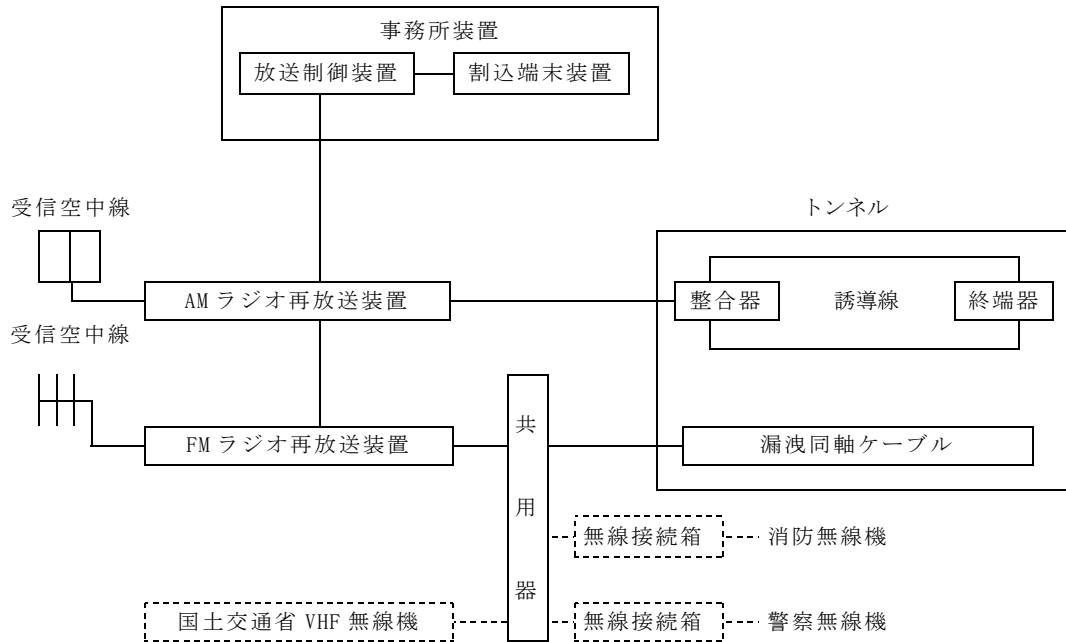 事務所装置
放送制御装置 割込端末装置
受信空中線
トンネル
AMラジオ再放送装置
整合器 誘導線 終端器
受信空中線
共用器
FMラジオ再放送装置
漏洩同軸ケーブル
無線接続箱 消防無線機
国土交通省VHF無線機
無線接続箱 警察無線機